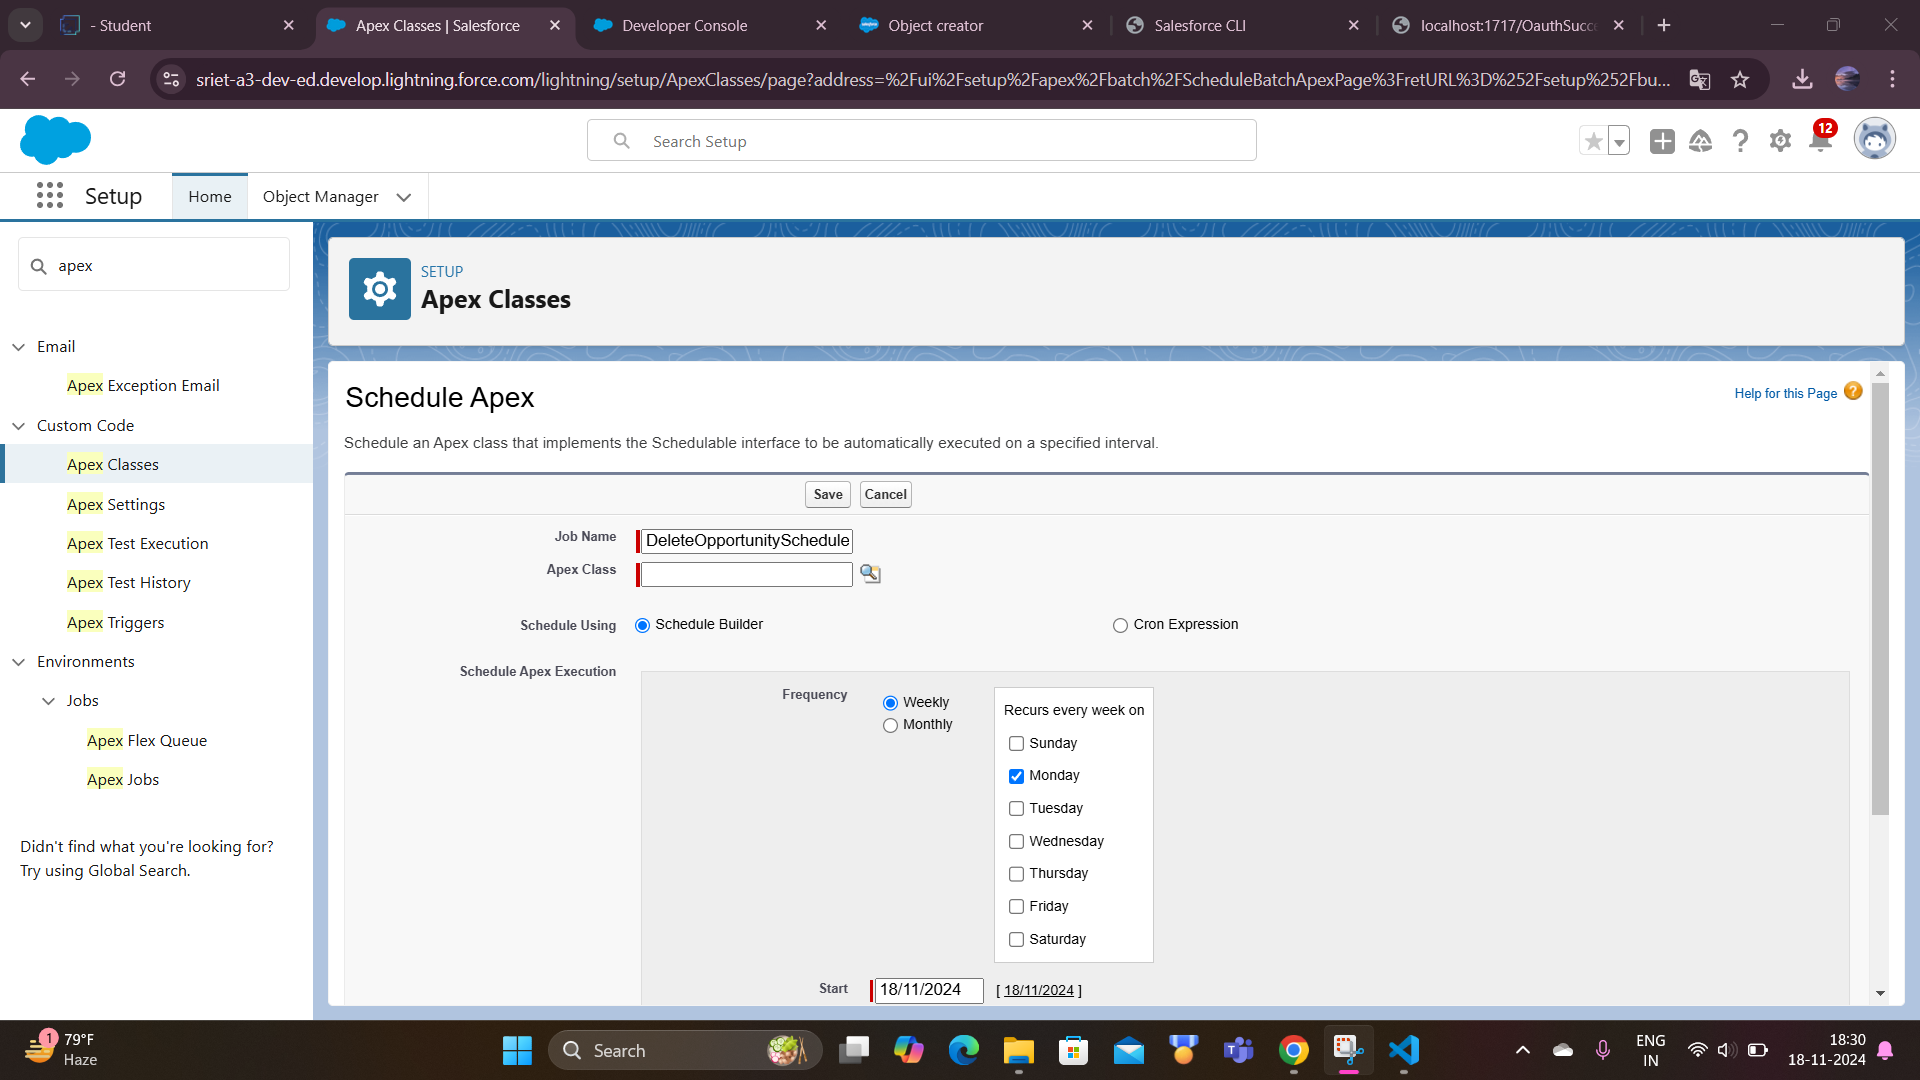 - Student
Apex Classes | Salesforce
Developer Console
Object creator
Salesforce CLI
localhost:1717/OauthSucce
sriet-a3-dev-ed.develop.lightning.force.com/lightning/setup/ApexClasses/page?address=%2Fui%2Fsetup%2Fapex%2Fbatch%2FScheduleBatchApexPage%3FretURL%3D%252Fsetup%252Fbu...
Search Setup
12
Setup
Home
Object Manager
apex
Email
Apex Exception Email
Custom Code
Apex Classes
Apex Settings
Apex Test Execution
Apex Test History
Apex Triggers
Environments
Jobs
Apex Flex Queue
Apex Jobs
Didn't find what you're looking for?
Try using Global Search.
SETUP
Apex Classes
Schedule Apex
Help for this Page
Schedule an Apex class that implements the Schedulable interface to be automatically executed on a specified interval.
Save Cancel
Job Name DeleteOpportunitySchedule
Apex Class
Schedule Using Schedule Builder Cron Expression
Schedule Apex Execution
Frequency Weekly
Monthly
Recurs every week on
Sunday
Monday
Tuesday
Wednesday
Thursday
Friday
Saturday
Start 18/11/2024 [ 18/11/2024 ]
1
79°F
Haze
Search
ENG
IN
18:30
18-11-2024